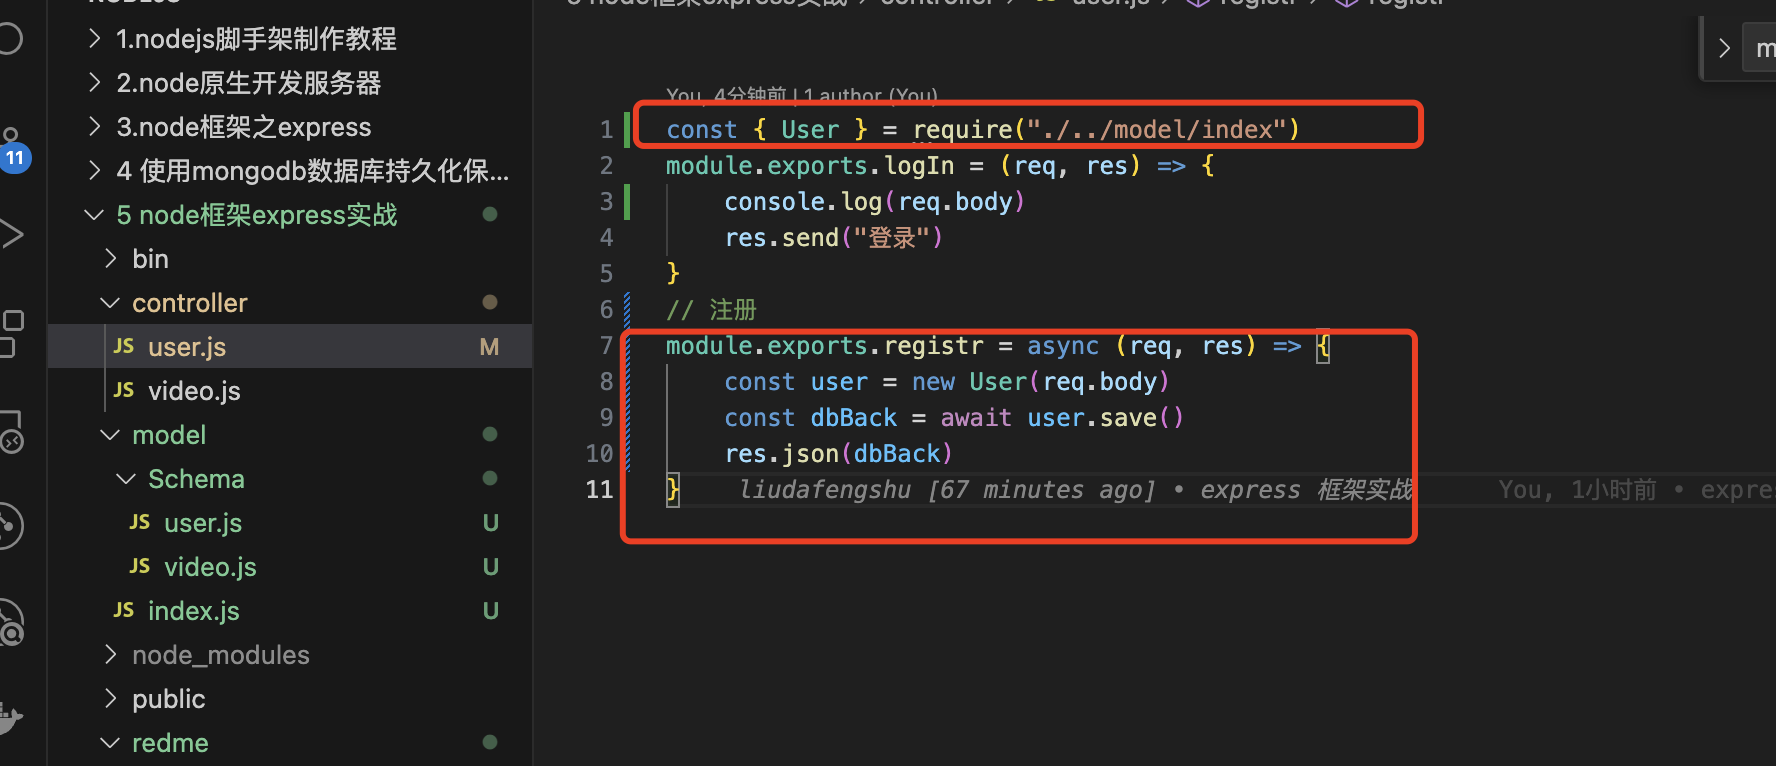 11
1.nodejs脚手架制作教程
2.node原生开发服务器
3.node框架之express
4 使用mongodb数据库持久化保...
5 node框架express实战
bin
controller
JS user.js M
JS video.js
model
Schema
JS user.js U
JS video.js U
JS index.js U
node_modules
public
redme
You, 4分钟前 | 1 author (You)
1 const { User } = require("./../model/index")
2 module.exports.logIn = (req, res) => {
3 console.log(req.body)
4 res.send("登录")
5 }
6 // 注册
7 module.exports.registr = async (req, res) => {
8 const user = new User(req.body)
9 const dbBack = await user.save()
10 res.json(dbBack)
11 } liudafengshu [67 minutes ago] • express 框架实战 You, 1小时前 • expres
m